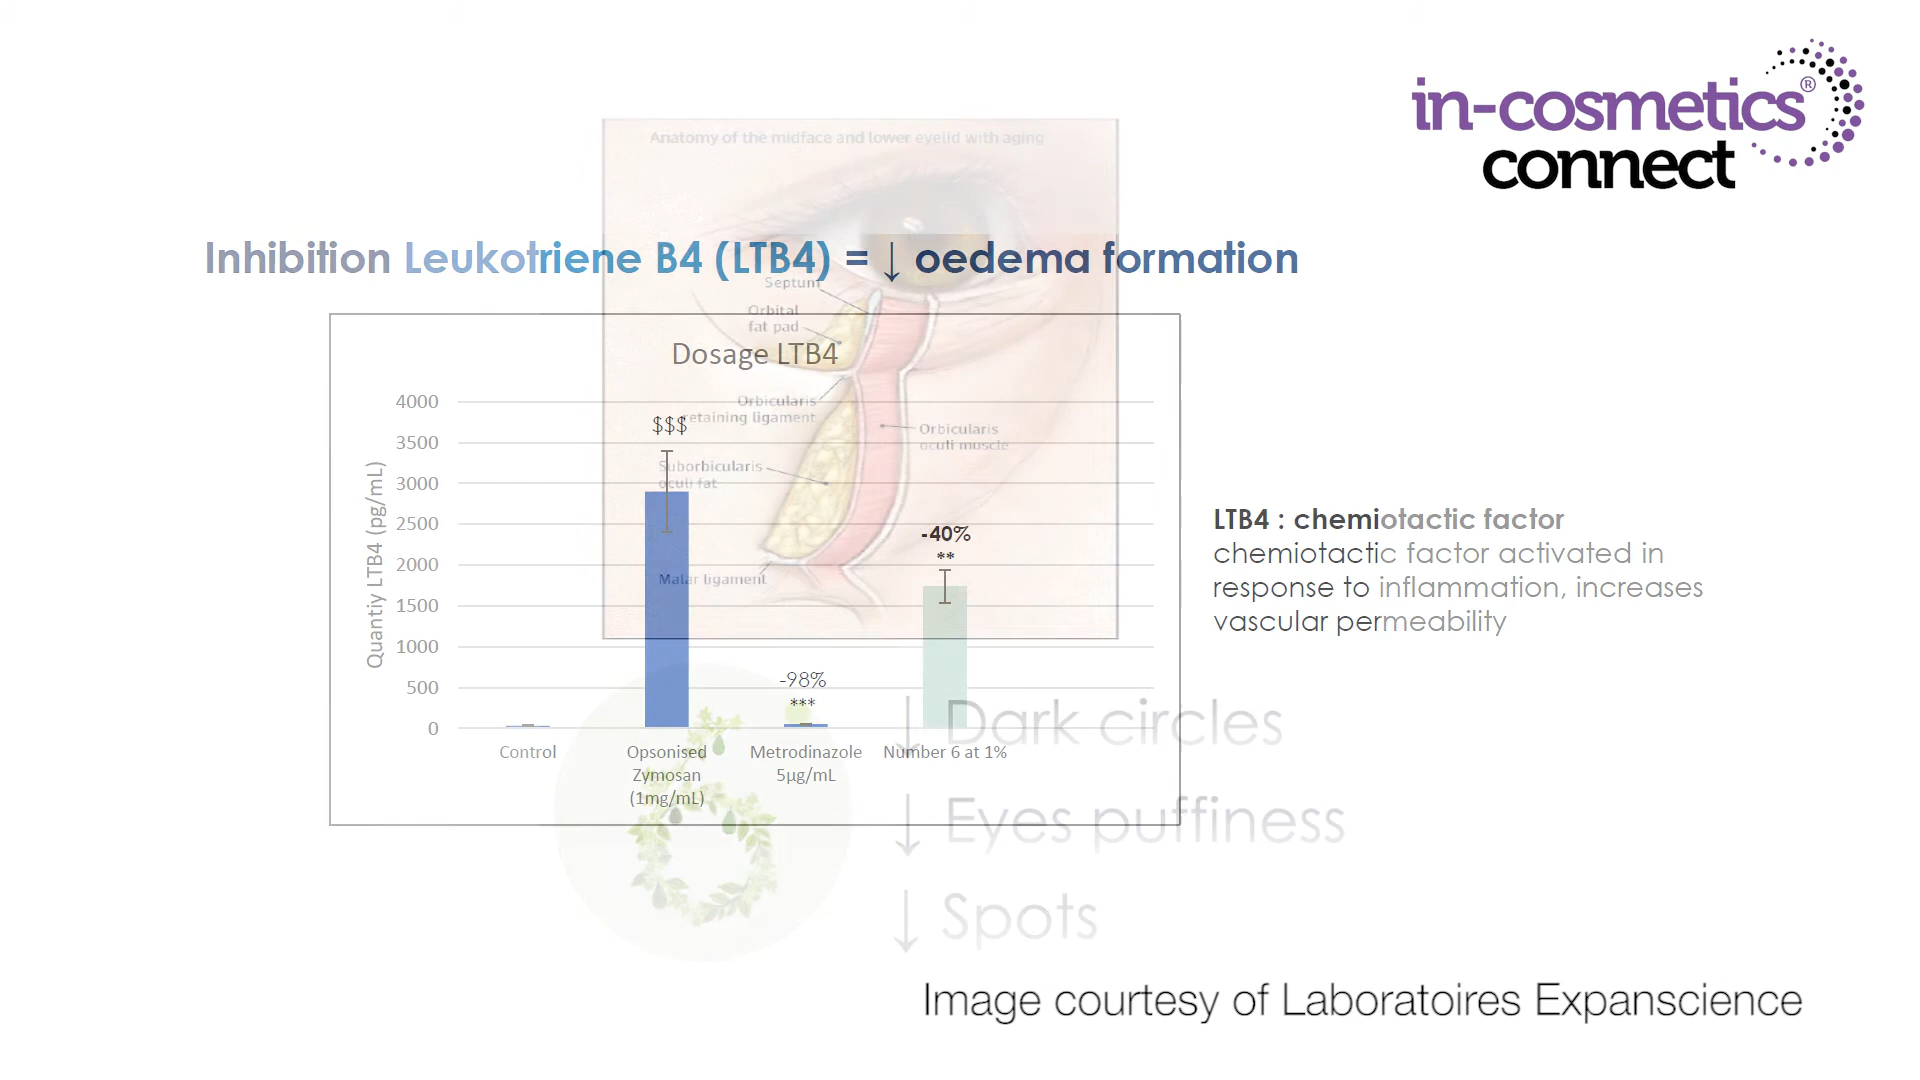 in-cosmetics®
connect
Anatomy of the midface and lower eyelid with aging
Inhibition Leukotriene B4 (LTB4) = ↓ oedema formation
Septum
Orbital
fat pad
Orbicularis
retaining ligament
Orbicularis
oculi muscle
Suborbicularis
oculi fat
Malar ligament
Dosage LTB4
Quantiy LTB4 (pg/mL)
4000
3500
3000
2500
2000
1500
1000
500
0
$$$
-98%
***
-40%
**
Control
Opsonised
Zymosan
(1mg/mL)
Metrodinazole
5µg/mL
Number 6 at 1%
LTB4 : chemiotactic factor
chemiotactic factor activated in
response to inflammation, increases
vascular permeability
↓ Dark circles
↓ Eyes puffiness
↓ Spots
Image courtesy of Laboratoires Expanscience